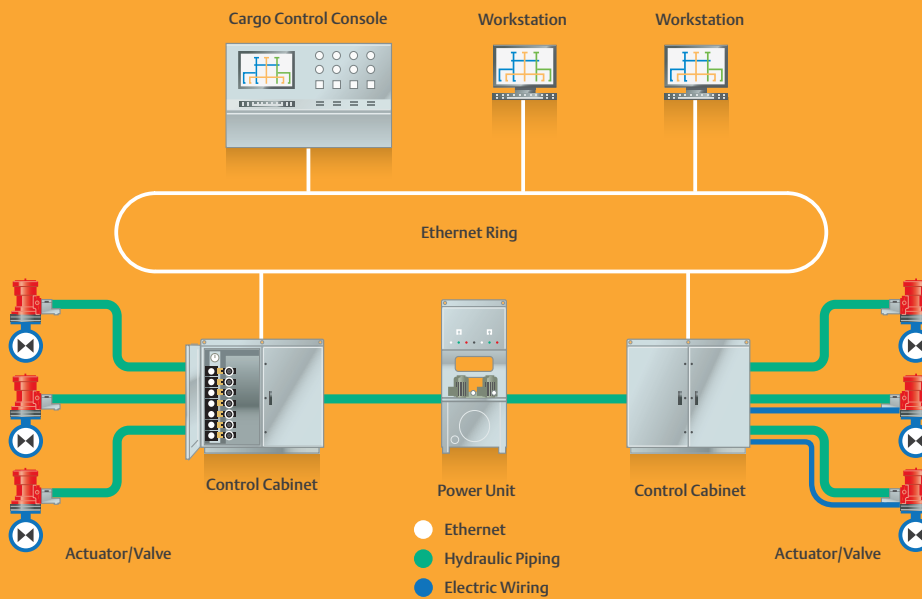 Cargo Control Console
Workstation
Workstation
Ethernet Ring
Control Cabinet
Power Unit
Control Cabinet
Actuator/Valve
Ethernet
Hydraulic Piping
Electric Wiring
Actuator/Valve